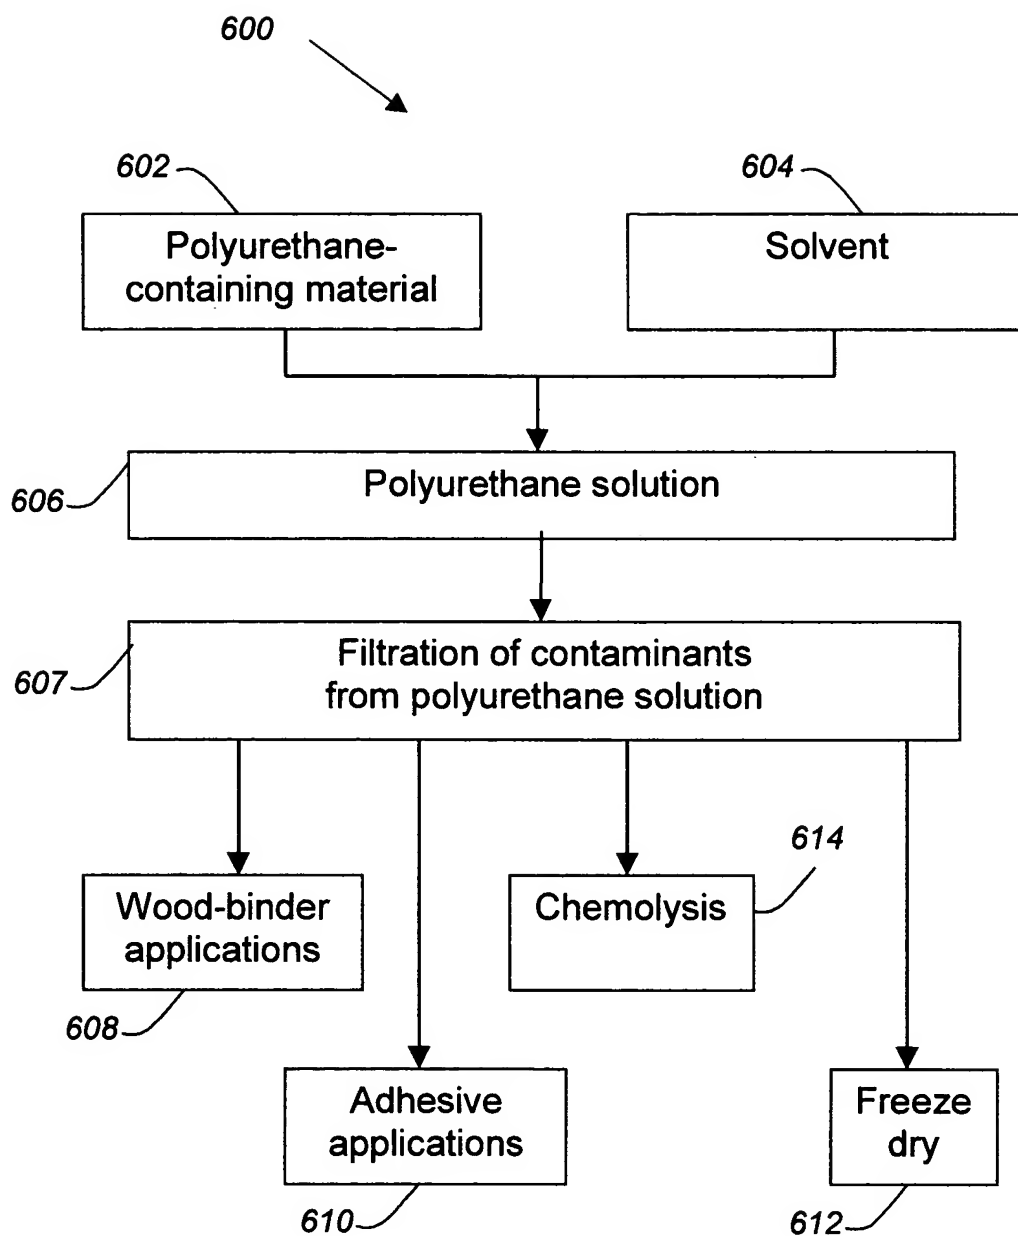 600
602
604
Polyurethane-
containing material
Solvent
606
Polyurethane solution
607
Filtration of contaminants
from polyurethane solution
614
Wood-binder
applications
Chemolysis
608
Adhesive
applications
Freeze
dry
610
612